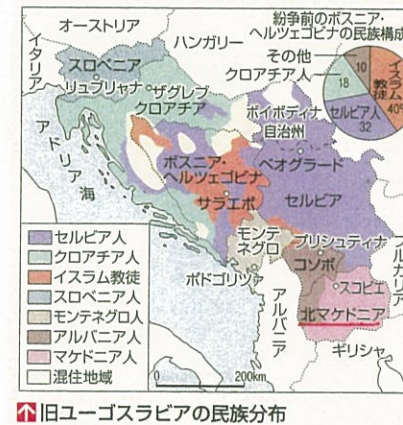 オーストリア
イタリア
ハンガリー
スロベニア
リュブリャナ
ザグレブ
クロアチア
アドリア海
ボイボディナ
自治州
ベオグラード
ボスニア・
ヘルツェゴビナ
サラエボ
セルビア
モンテ
ネグロ
プリシュティナ
コソボ
ポドゴリツァ
スコピエ
アルバニア
北マケドニア
ブルガリア
ギリシャ
紛争前のボスニア・
ヘルツェゴビナの民族構成
その他
10
クロアチア人
18
イスラム
教徒
40%
セルビア人
32
セルビア人
クロアチア人
イスラム教徒
スロベニア人
モンテネグロ人
アルバニア人
マケドニア人
混住地域
0 200km
旧ユーゴスラビアの民族分布